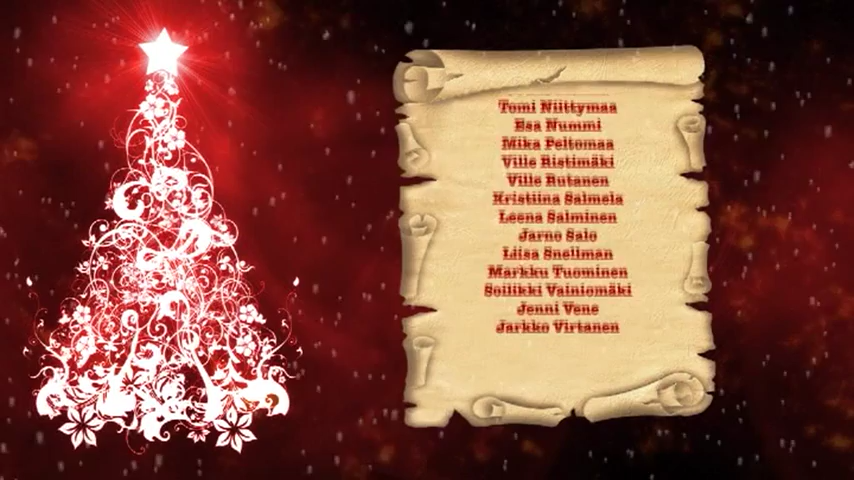 Tomi Niittymaa
Esa Nummi
Mika Peltomaa
Ville Ristimäki
Ville Rutanen
Kristiina Salmela
Leena Salminen
Jarno Salo
Liisa Snellman
Markku Tuominen
Soilikki Vainiomäki
Jenni Vene
Jarkko Virtanen